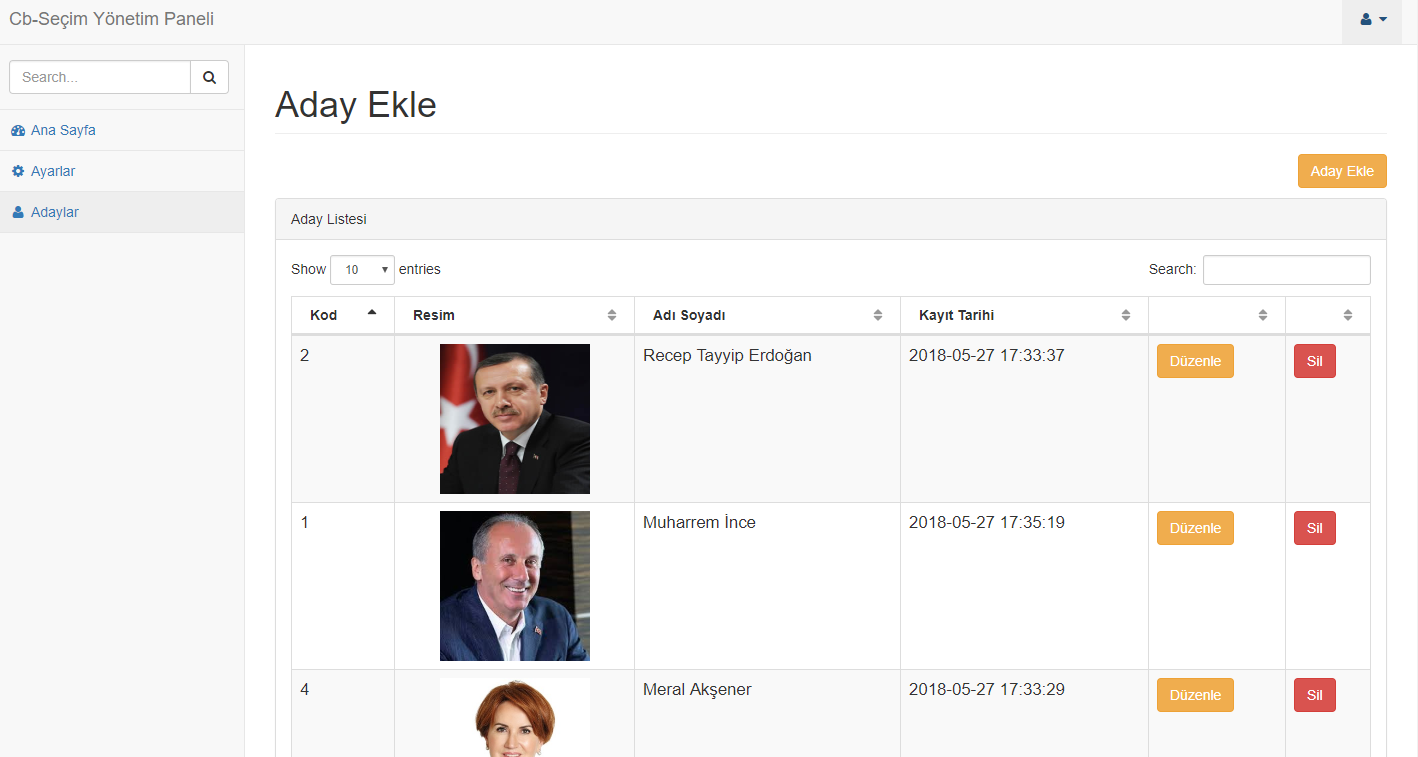 Cb-Seçim Yönetim Paneli
Search...
Ana Sayfa
Ayarlar
Adaylar
Aday Ekle
Aday Ekle
Aday Listesi
Show 10 entries Search:
Kod Resim Adı Soyadı Kayıt Tarihi
2 Recep Tayyip Erdoğan 2018-05-27 17:33:37 Düzenle Sil
1 Muharrem İnce 2018-05-27 17:35:19 Düzenle Sil
4 Meral Akşener 2018-05-27 17:33:29 Düzenle Sil